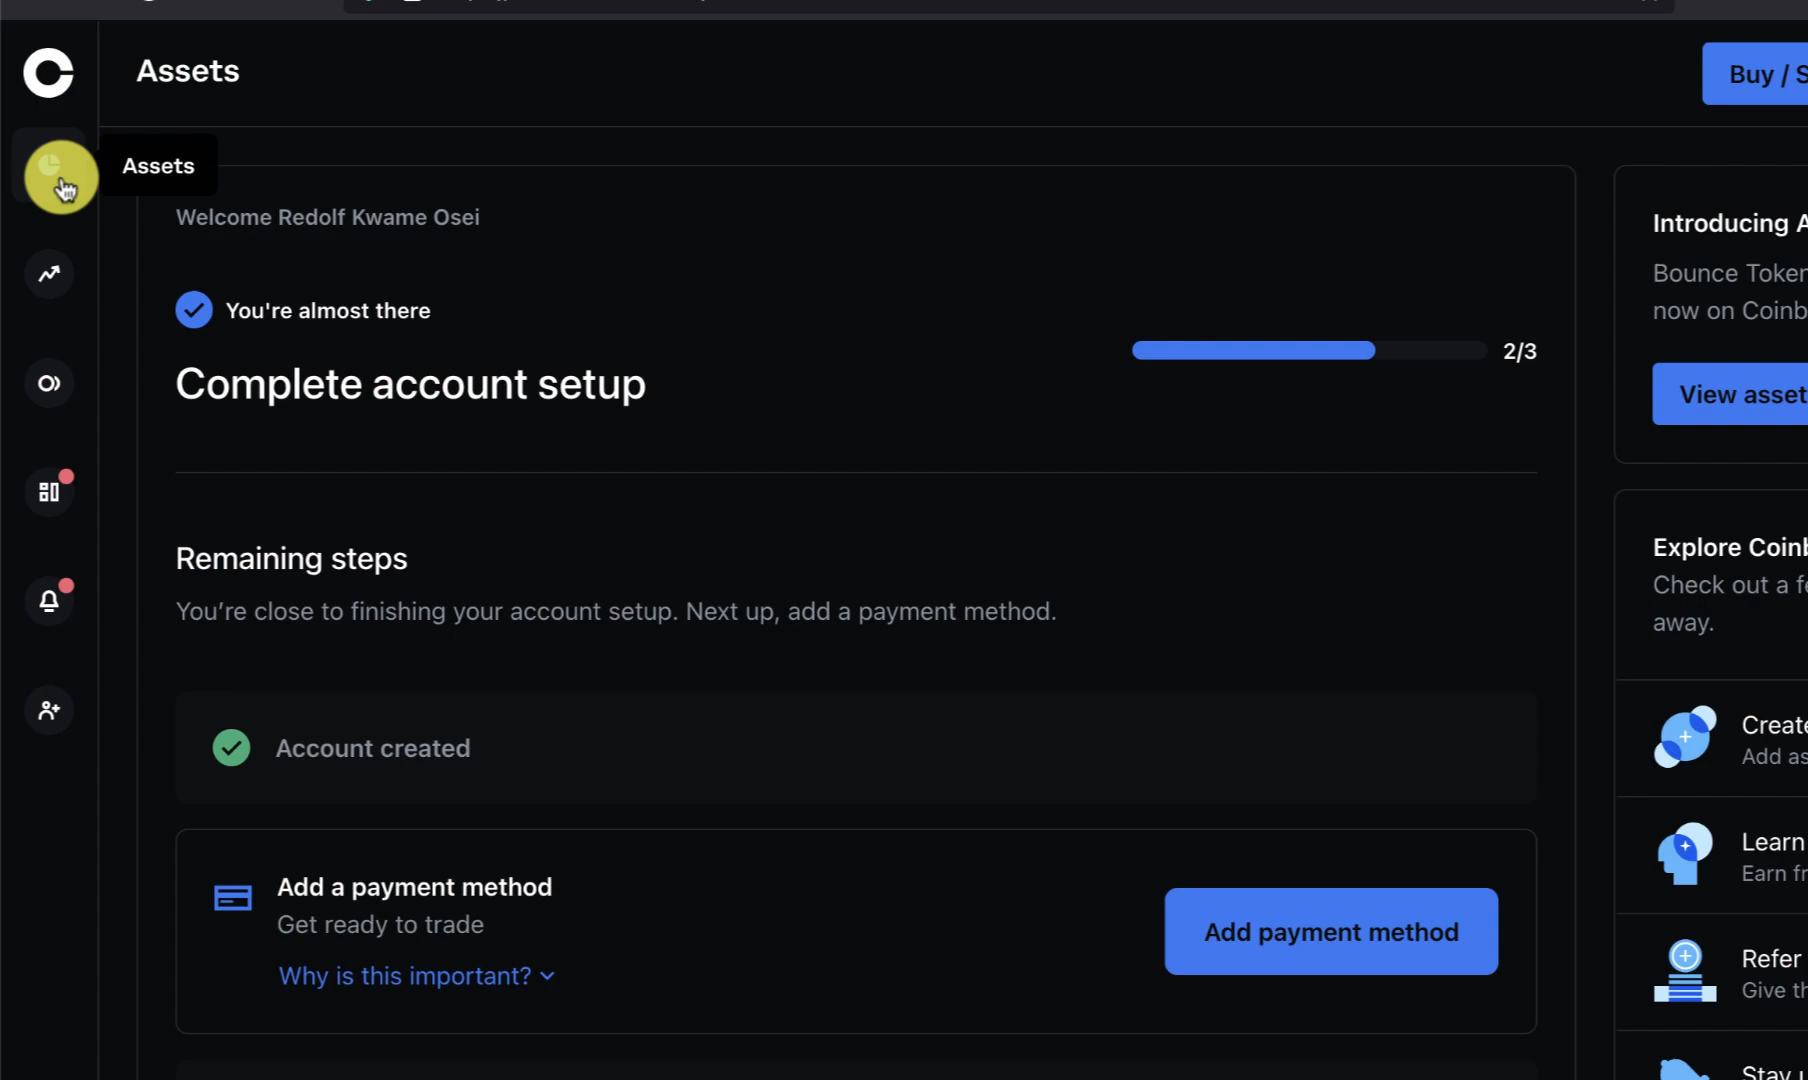 Assets
Buy / S
Assets
Welcome Redolf Kwame Osei
You're almost there
Complete account setup
2/3
Remaining steps
You’re close to finishing your account setup. Next up, add a payment method.
Account created
Add a payment method
Get ready to trade
Why is this important?
Add payment method
Introducing A
Bounce Token
now on Coinb
View asset
Explore Coinb
Check out a fe
away.
Create
Add as
Learn
Earn fr
Refer
Give th
Stay u